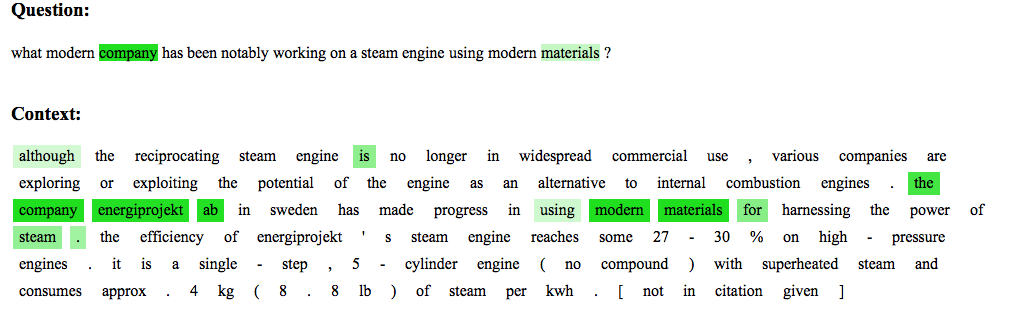 Question:
what modern company has been notably working on a steam engine using modern materials ?
Context:
although the reciprocating steam engine is no longer in widespread commercial use , various companies are
exploring or exploiting the potential of the engine as an alternative to internal combustion engines . the
company energiprojekt ab in sweden has made progress in using modern materials for harnessing the power of
steam . the efficiency of energiprojekt ' s steam engine reaches some 27 - 30 % on high - pressure
engines . it is a single - step , 5 - cylinder engine ( no compound ) with superheated steam and
consumes approx . 4 kg ( 8 . 8 lb ) of steam per kwh . [ not in citation given ]